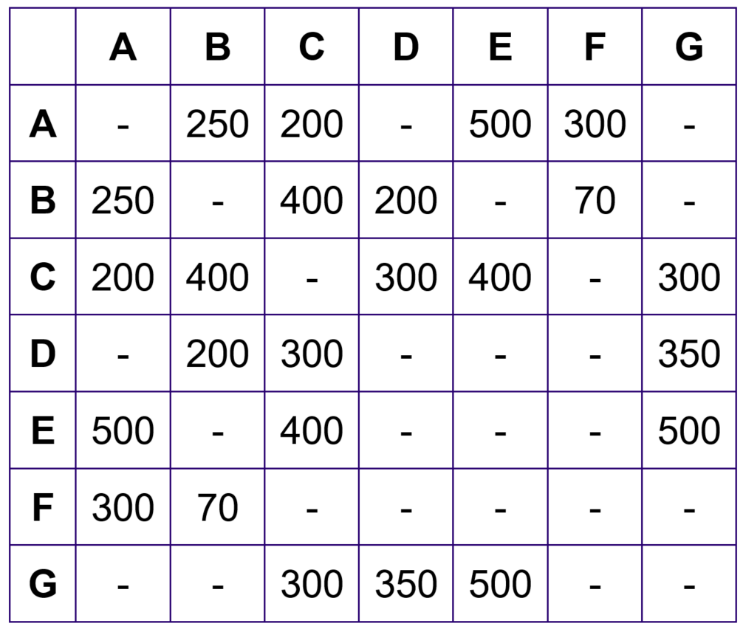 A B C D E F G
A - 250 200 - 500 300 -
B 250 - 400 200 - 70 -
C 200 400 - 300 400 - 300
D - 200 300 - - - 350
E 500 - 400 - - - 500
F 300 70 - - - - -
G - - 300 350 500 - -